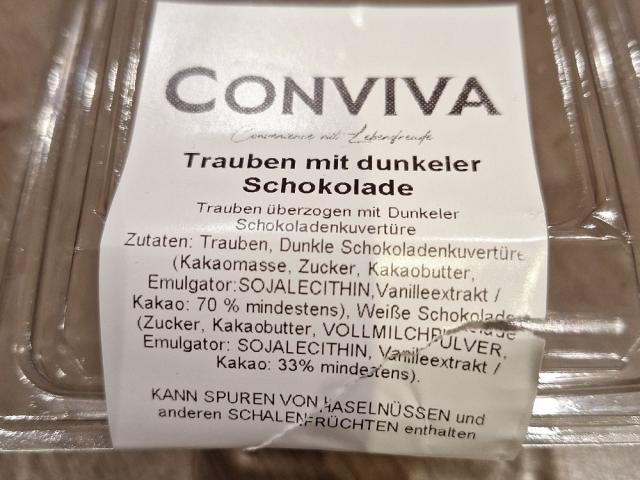 CONVIVA
Convenience mit Lebensfreude
Trauben mit dunkeler
Schokolade
Trauben überzogen mit Dunkeler
Schokoladenkuvertüre
Zutaten: Trauben, Dunkle Schokoladenkuvertüre
(Kakaomasse, Zucker, Kakaobutter,
Emulgator:SOJALECITHIN,Vanilleextrakt /
Kakao: 70 % mindestens), Weiße Schokolade
(Zucker, Kakaobutter, VOLLMILCHPULVER,
Emulgator: SOJALECITHIN, Vanilleextrakt /
Kakao: 33% mindestens).
KANN SPUREN VON HASELNÜSSEN und
anderen SCHALENFRÜCHTEN enthalten